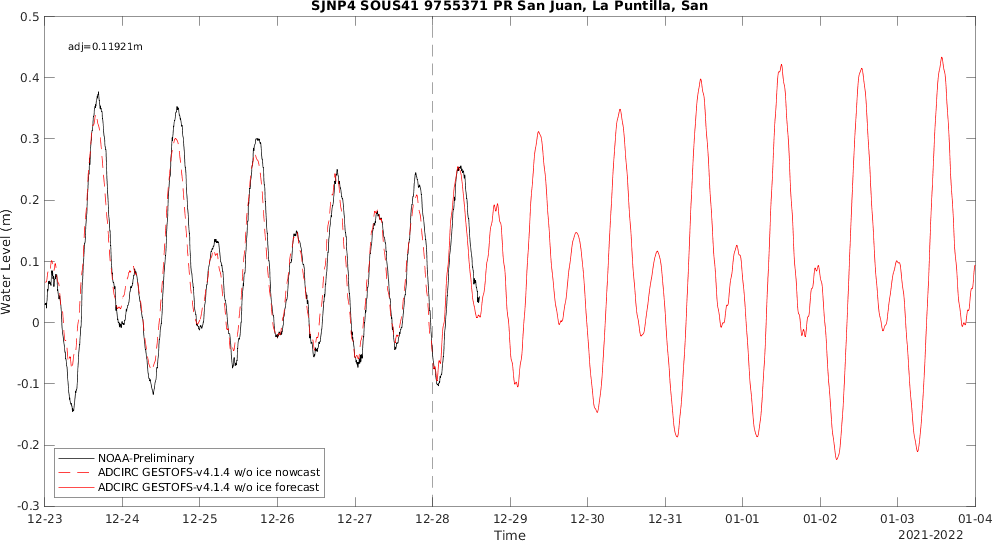 SJNP4 SOUS41 9755371 PR San Juan, La Puntilla, San
adj=0.11921m
0.5
0.4
0.3
0.2
0.1
0
-0.1
-0.2
-0.3
Water Level (m)
NOAA-Preliminary
ADCIRC GESTOFS-v4.1.4 w/o ice nowcast
ADCIRC GESTOFS-v4.1.4 w/o ice forecast
12-23 12-24 12-25 12-26 12-27 12-28 12-29 12-30 12-31 01-01 01-02 01-03 01-04
Time
2021-2022